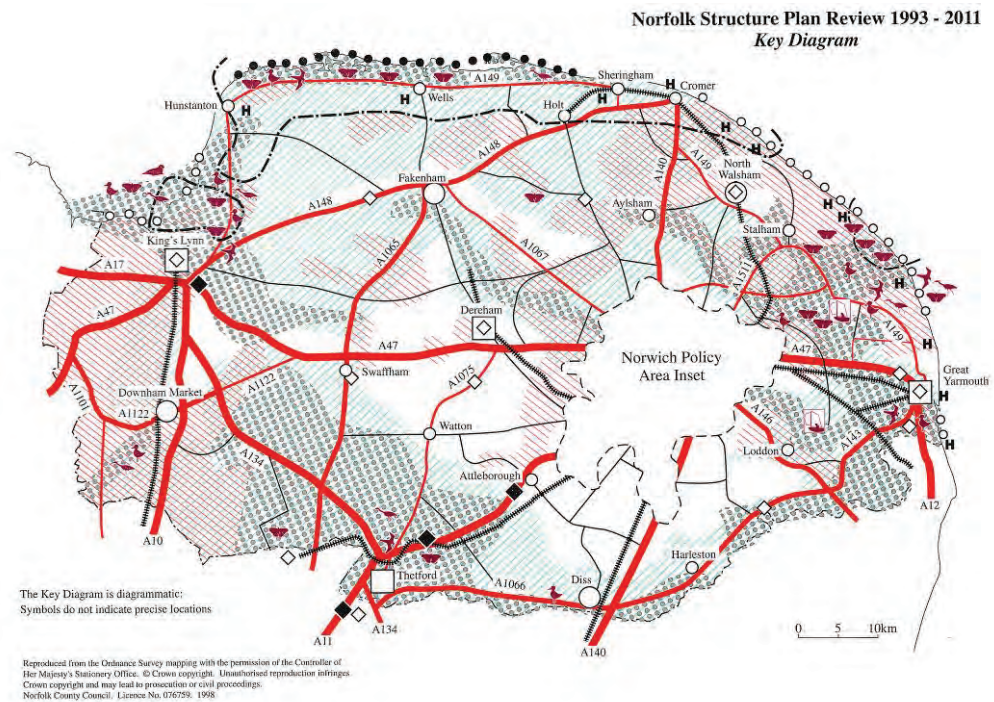 Norfolk Structure Plan Review 1993 - 2011
Key Diagram
A149
Sheringham
H
Cromer
H
Hunstanton
H
H
Wells
Holt
H
H
A148
A149
H
A140
North
Walsham
Fakenham
A148
Aylsham
Stalham
King's Lynn
A1065
A1067
A17
A1151
H
A47
Dereham
A149
Norwich Policy
Area Inset
A47
A47
H
Swaffham
A1075
Great
Yarmouth
A1122
Downham Market
A1101
A1122
H
A146
Watton
A143
A134
Loddon
H
Attleborough
A12
A10
Harleston
Thetford
A1066
Diss
The Key Diagram is diagrammatic:
Symbols do not indicate precise locations
0 5 10km
A11
A134
A140
Reproduced from the Ordnance Survey mapping with the permission of the Controller of
Her Majesty's Stationery Office. © Crown copyright. Unauthorised reproduction infringes
Crown copyright and may lead to prosecution or civil proceedings.
Norfolk County Council. Licence No. 076759. 1998